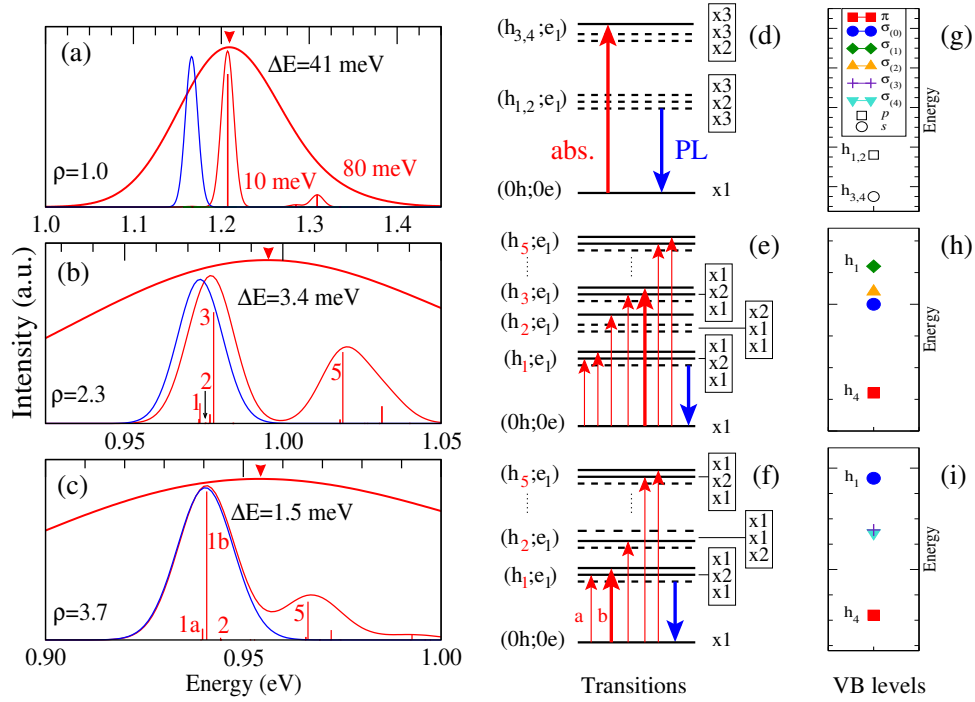 Intensity (a.u.)
(a)
ΔE=41 meV
ρ=1.0
10 meV
80 meV
1.0
1.1
1.2
1.3
1.4
(b)
ΔE=3.4 meV
3
2
1
5
ρ=2.3
0.95
1.00
1.05
(c)
ΔE=1.5 meV
1b
1a
2
5
ρ=3.7
0.90
0.95
1.00
Energy (eV)
(d)
(h3,4;e1)
x3
x3
x2
(h1,2;e1)
x3
x2
x3
abs.
PL
(0h;0e)
x1
(e)
(h5;e1)
(h3;e1)
x1
x2
x1
(h2;e1)
x2
x1
x1
(h1;e1)
x1
x2
x1
(0h;0e)
x1
(f)
(h5;e1)
x1
x2
x1
(h2;e1)
x1
x1
x2
(h1;e1)
x1
x2
x1
a
b
(0h;0e)
x1
Transitions
(g)
π
σ(0)
σ(1)
σ(2)
σ(3)
σ(4)
p
s
h1,2
h3,4
Energy
(h)
h1
h4
Energy
(i)
h1
h4
Energy
VB levels